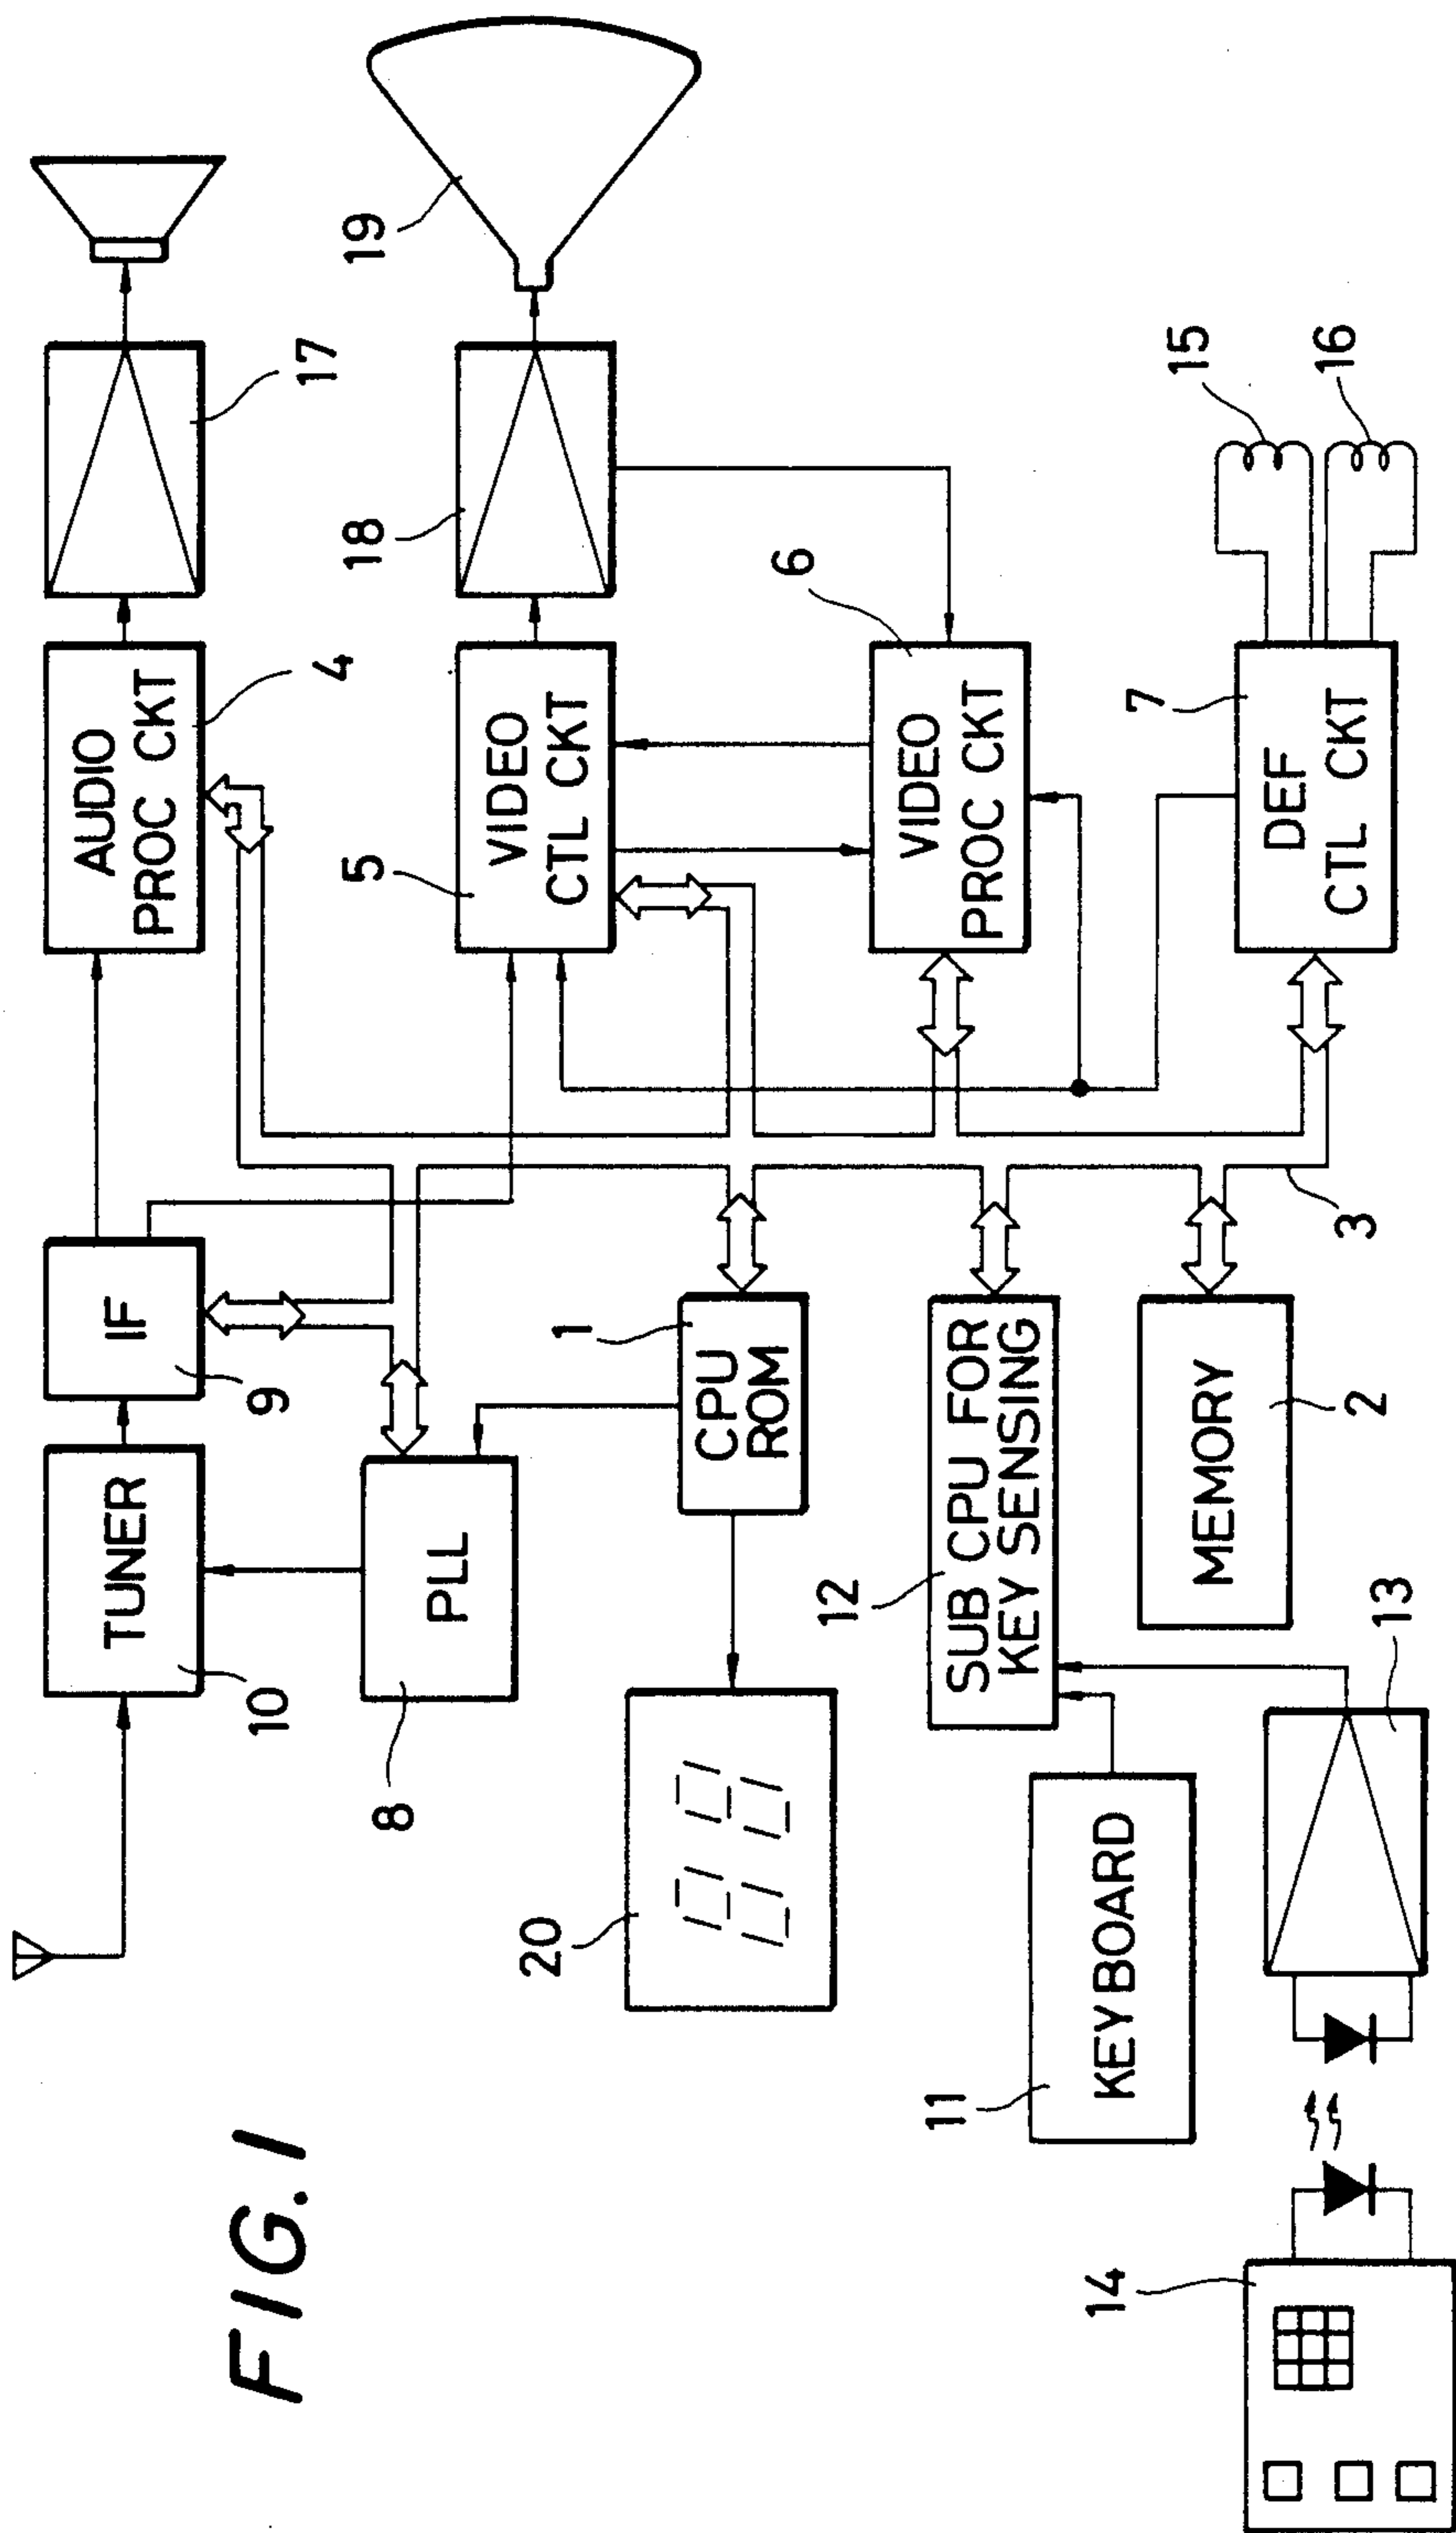 FIG. 1
10
TUNER
9
IF
AUDIO
PROC CKT
4
17
8
PLL
5
VIDEO
CTL CKT
18
19
20
1
CPU
ROM
6
VIDEO
PROC CKT
12
SUB CPU FOR
KEY SENSING
11
KEYBOARD
2
MEMORY
3
7
DEF
CTL CKT
15
16
13
14